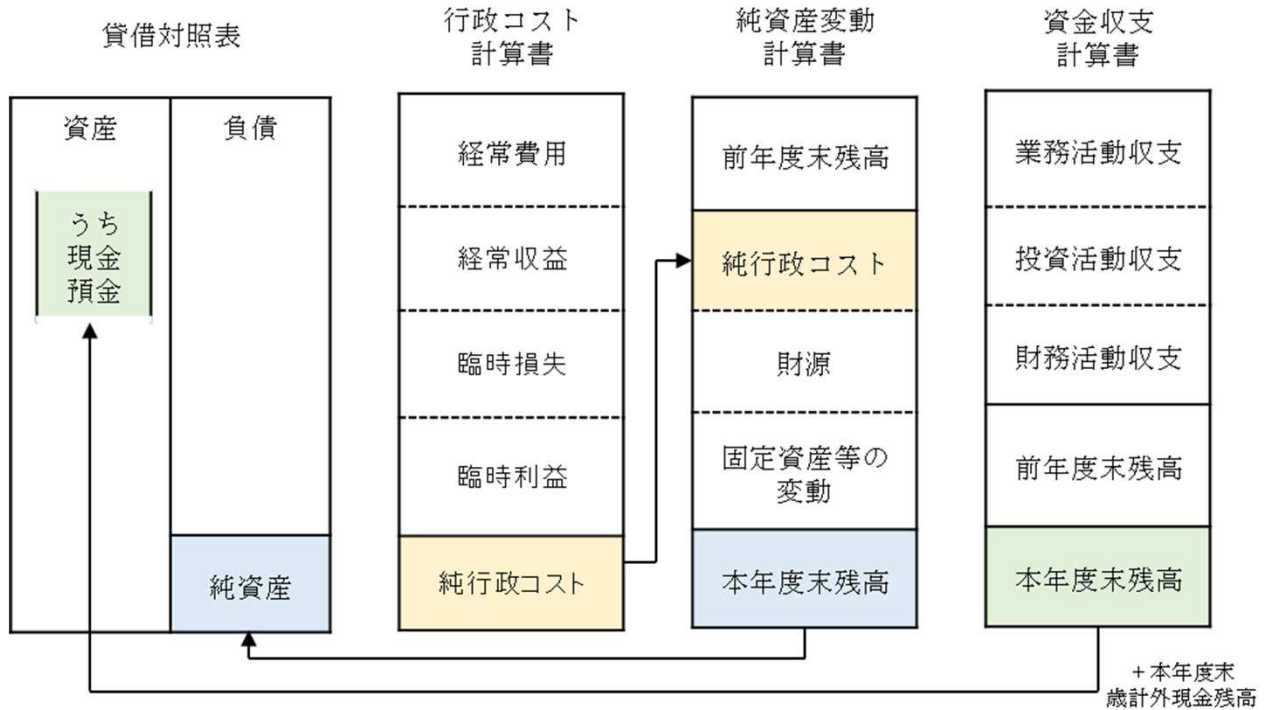 貸借対照表
資産
負債
うち
現金
預金
純資産
行政コスト
計算書
経常費用
経常収益
臨時損失
臨時利益
純行政コスト
純資産変動
計算書
前年度末残高
純行政コスト
財源
固定資産等の
変動
本年度末残高
資金収支
計算書
業務活動収支
投資活動収支
財務活動収支
前年度末残高
本年度末残高
+本年度末
歳計外現金残高